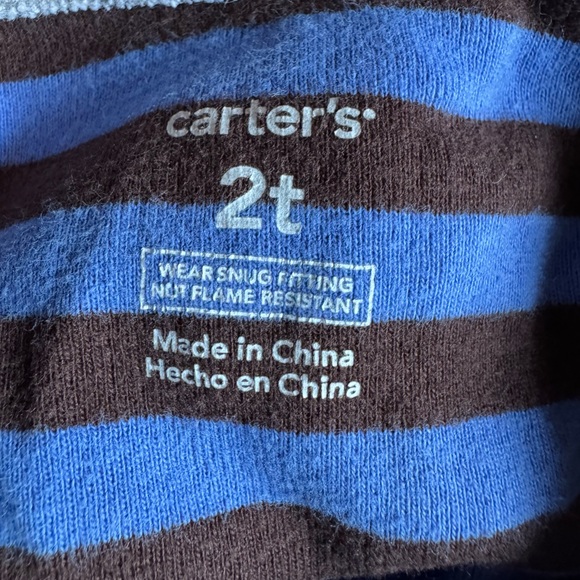 carter's
2t
WEAR SNUG FITTING
NOT FLAME RESISTANT
Made in China
Hecho en China